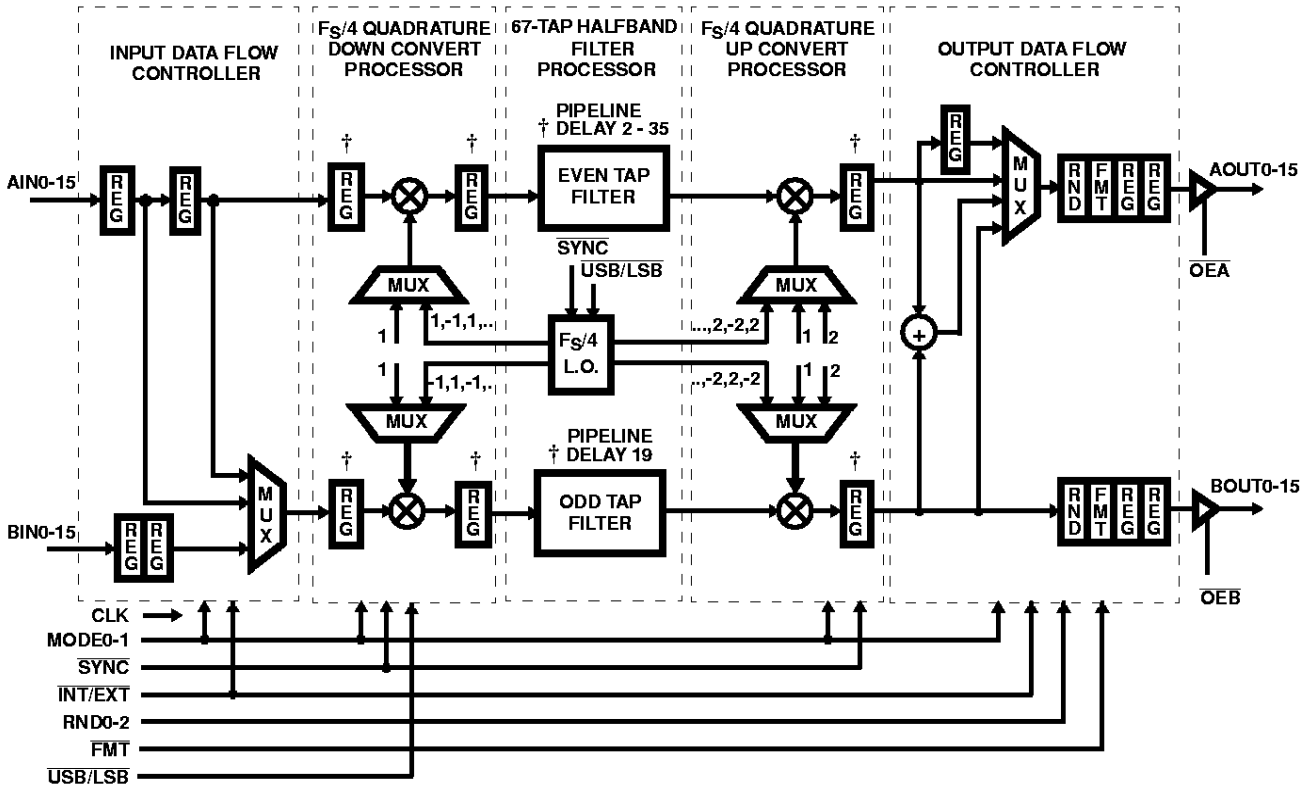 INPUT DATA FLOW
CONTROLLER
FS/4 QUADRATURE
DOWN CONVERT
PROCESSOR
67-TAP HALFBAND
FILTER
PROCESSOR
FS/4 QUADRATURE
UP CONVERT
PROCESSOR
OUTPUT DATA FLOW
CONTROLLER
† † † PIPELINE
DELAY 2 - 35
†
REG
AIN0-15
REG
REG
REG
REG
EVEN TAP
FILTER
REG
MUX
RND
FMT
REG
REG
AOUT0-15
SYNC
USB/LSB
OEA
MUX
MUX
1
1,-1,1,..
FS/4
L.O.
...,2,-2,2
1
2
+
1
-1,1,-1,.
..,-2,2,-2
1
2
MUX
MUX
† † † PIPELINE
DELAY 19
†
MUX
REG
REG
ODD TAP
FILTER
REG
RND
FMT
REG
REG
BOUT0-15
BIN0-15
REG
REG
OEB
CLK
MODE0-1
SYNC
INT/EXT
RND0-2
FMT
USB/LSB